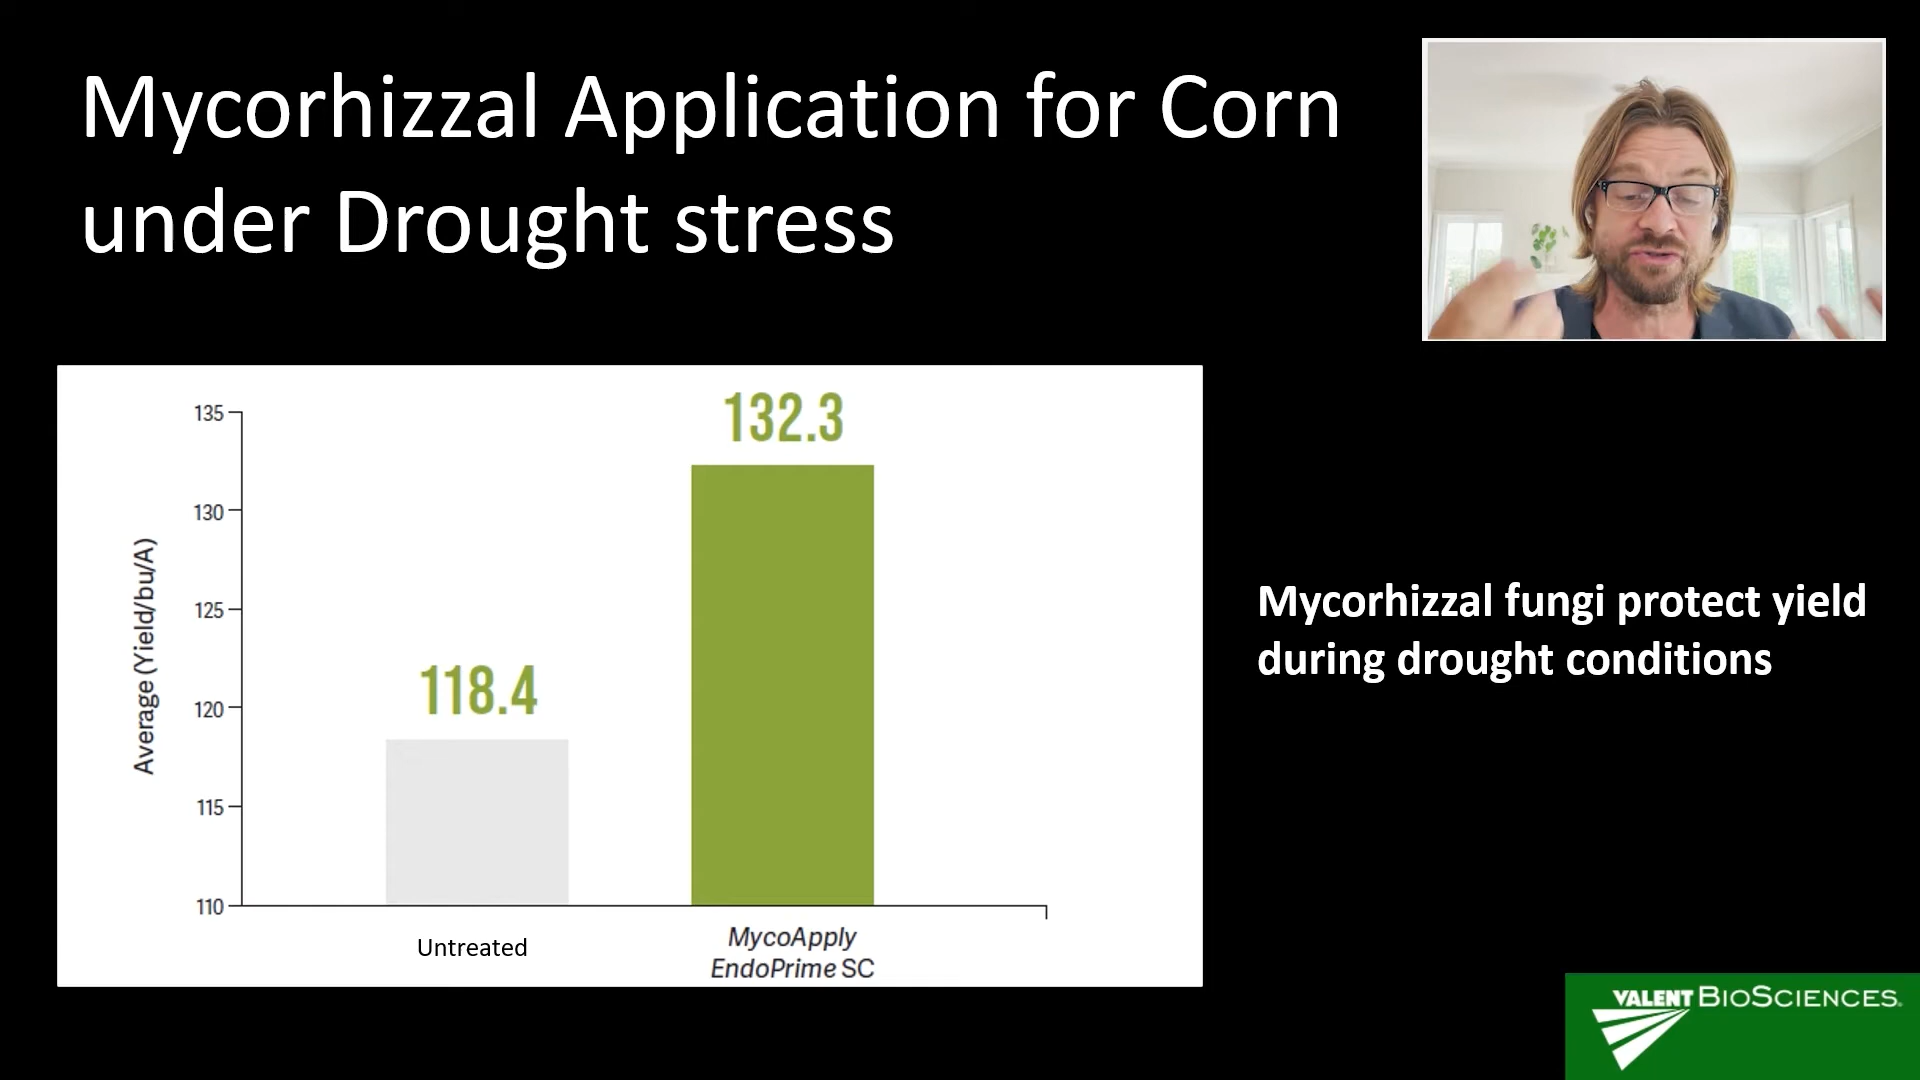 Mycorhizzal Application for Corn
under Drought stress
135
130
125
120
115
110
Average (Yield/bu/A)
118.4
132.3
Untreated
MycoApply
EndoPrime SC
Mycorhizzal fungi protect yield
during drought conditions
VALENT BIOSCIENCES.